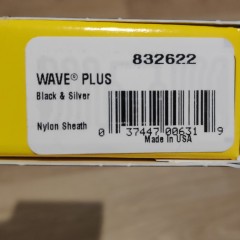 832622
WAVE® PLUS
Black & Silver
Nylon Sheath
0 37447 00631 9
Made In USA